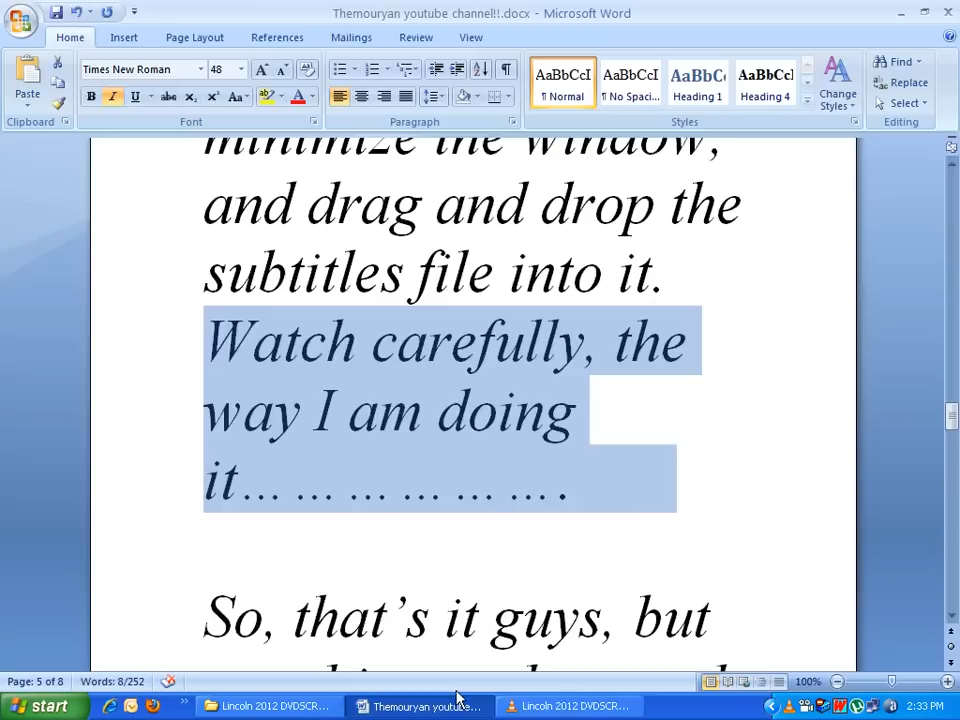 Themouryan youtube channel!!.docx - Microsoft Word
Home Insert Page Layout References Mailings Review View
Times New Roman 48
AaBbCcI AaBbCcI AaBbC AaBbCcI
Paste B I U abc x₂ x² Aa ¶ Normal ¶ No Spaci... Heading 1 Heading 4 Change Styles Find Replace Select
Clipboard Font Paragraph Styles Editing
minimize the window,
and drag and drop the
subtitles file into it.
Watch carefully, the
way I am doing
it………………….
So, that’s it guys, but
Page: 5 of 8 Words: 8/252 100%
start Lincoln 2012 DVDSCR... Themouryan youtube... Lincoln 2012 DVDSCR... 2:33 PM